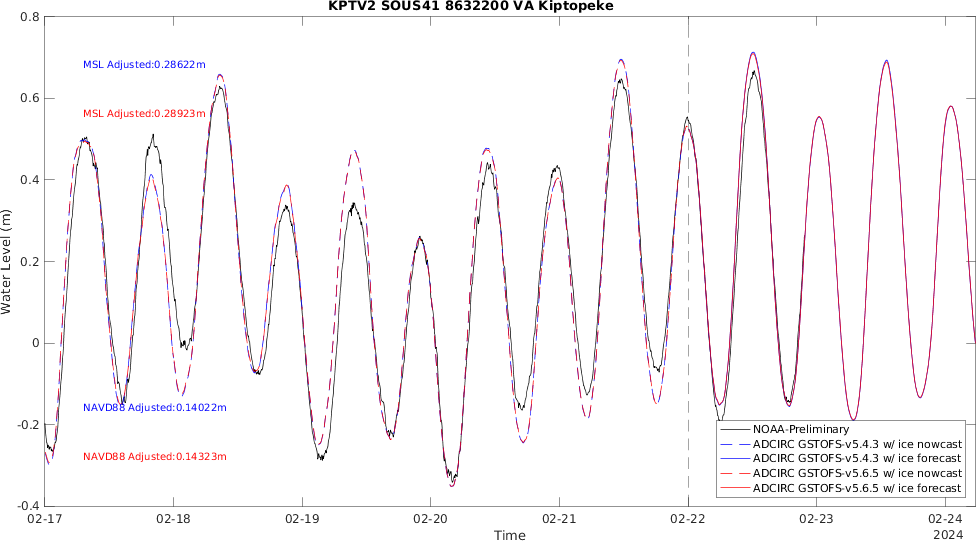 KPTV2 SOUS41 8632200 VA Kiptopeke
Water Level (m)
0.8
0.6
0.4
0.2
0
-0.2
-0.4
MSL Adjusted:0.28622m
MSL Adjusted:0.28923m
NAVD88 Adjusted:0.14022m
NAVD88 Adjusted:0.14323m
NOAA-Preliminary
ADCIRC GSTOFS-v5.4.3 w/ ice nowcast
ADCIRC GSTOFS-v5.4.3 w/ ice forecast
ADCIRC GSTOFS-v5.6.5 w/ ice nowcast
ADCIRC GSTOFS-v5.6.5 w/ ice forecast
02-17 02-18 02-19 02-20 02-21 02-22 02-23 02-24
Time
2024